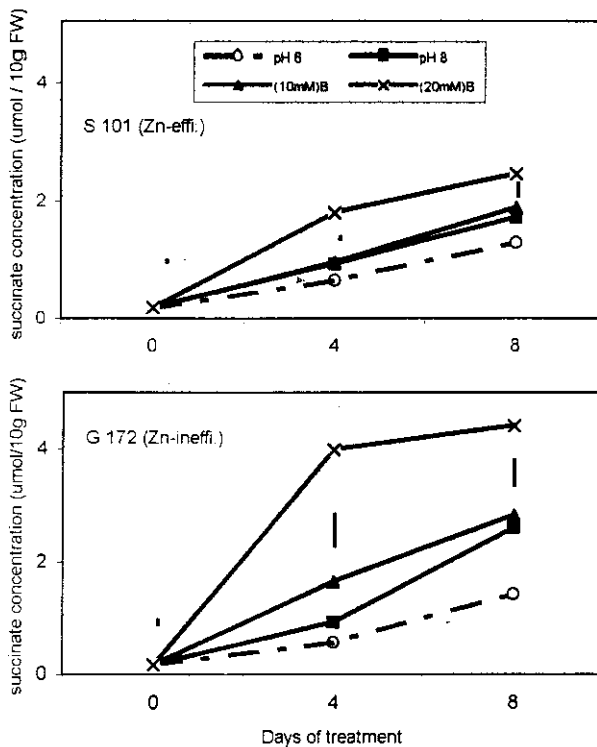 succinate concentration (umol / 10g FW)
4
2
0
pH 6 pH 8
(10mM)B (20mM)B
S 101 (Zn-effi.)
0 4 8
succinate concentration (umol/10g FW)
4
2
0
G 172 (Zn-ineffi.)
0 4 8
Days of treatment